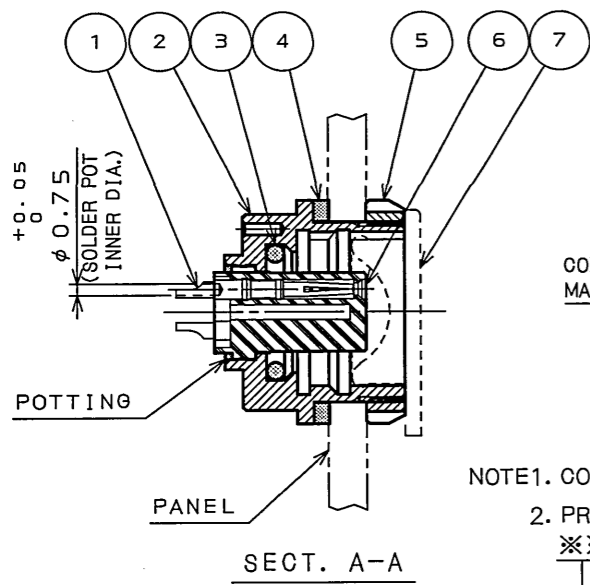 1 2 3 4 5 6 7
+0.05
0
φ0.75
(SOLDER POT
INNER DIA.)
CO
MA
POTTING
PANEL
NOTE1. CO
2. PR
※
SECT. A-A